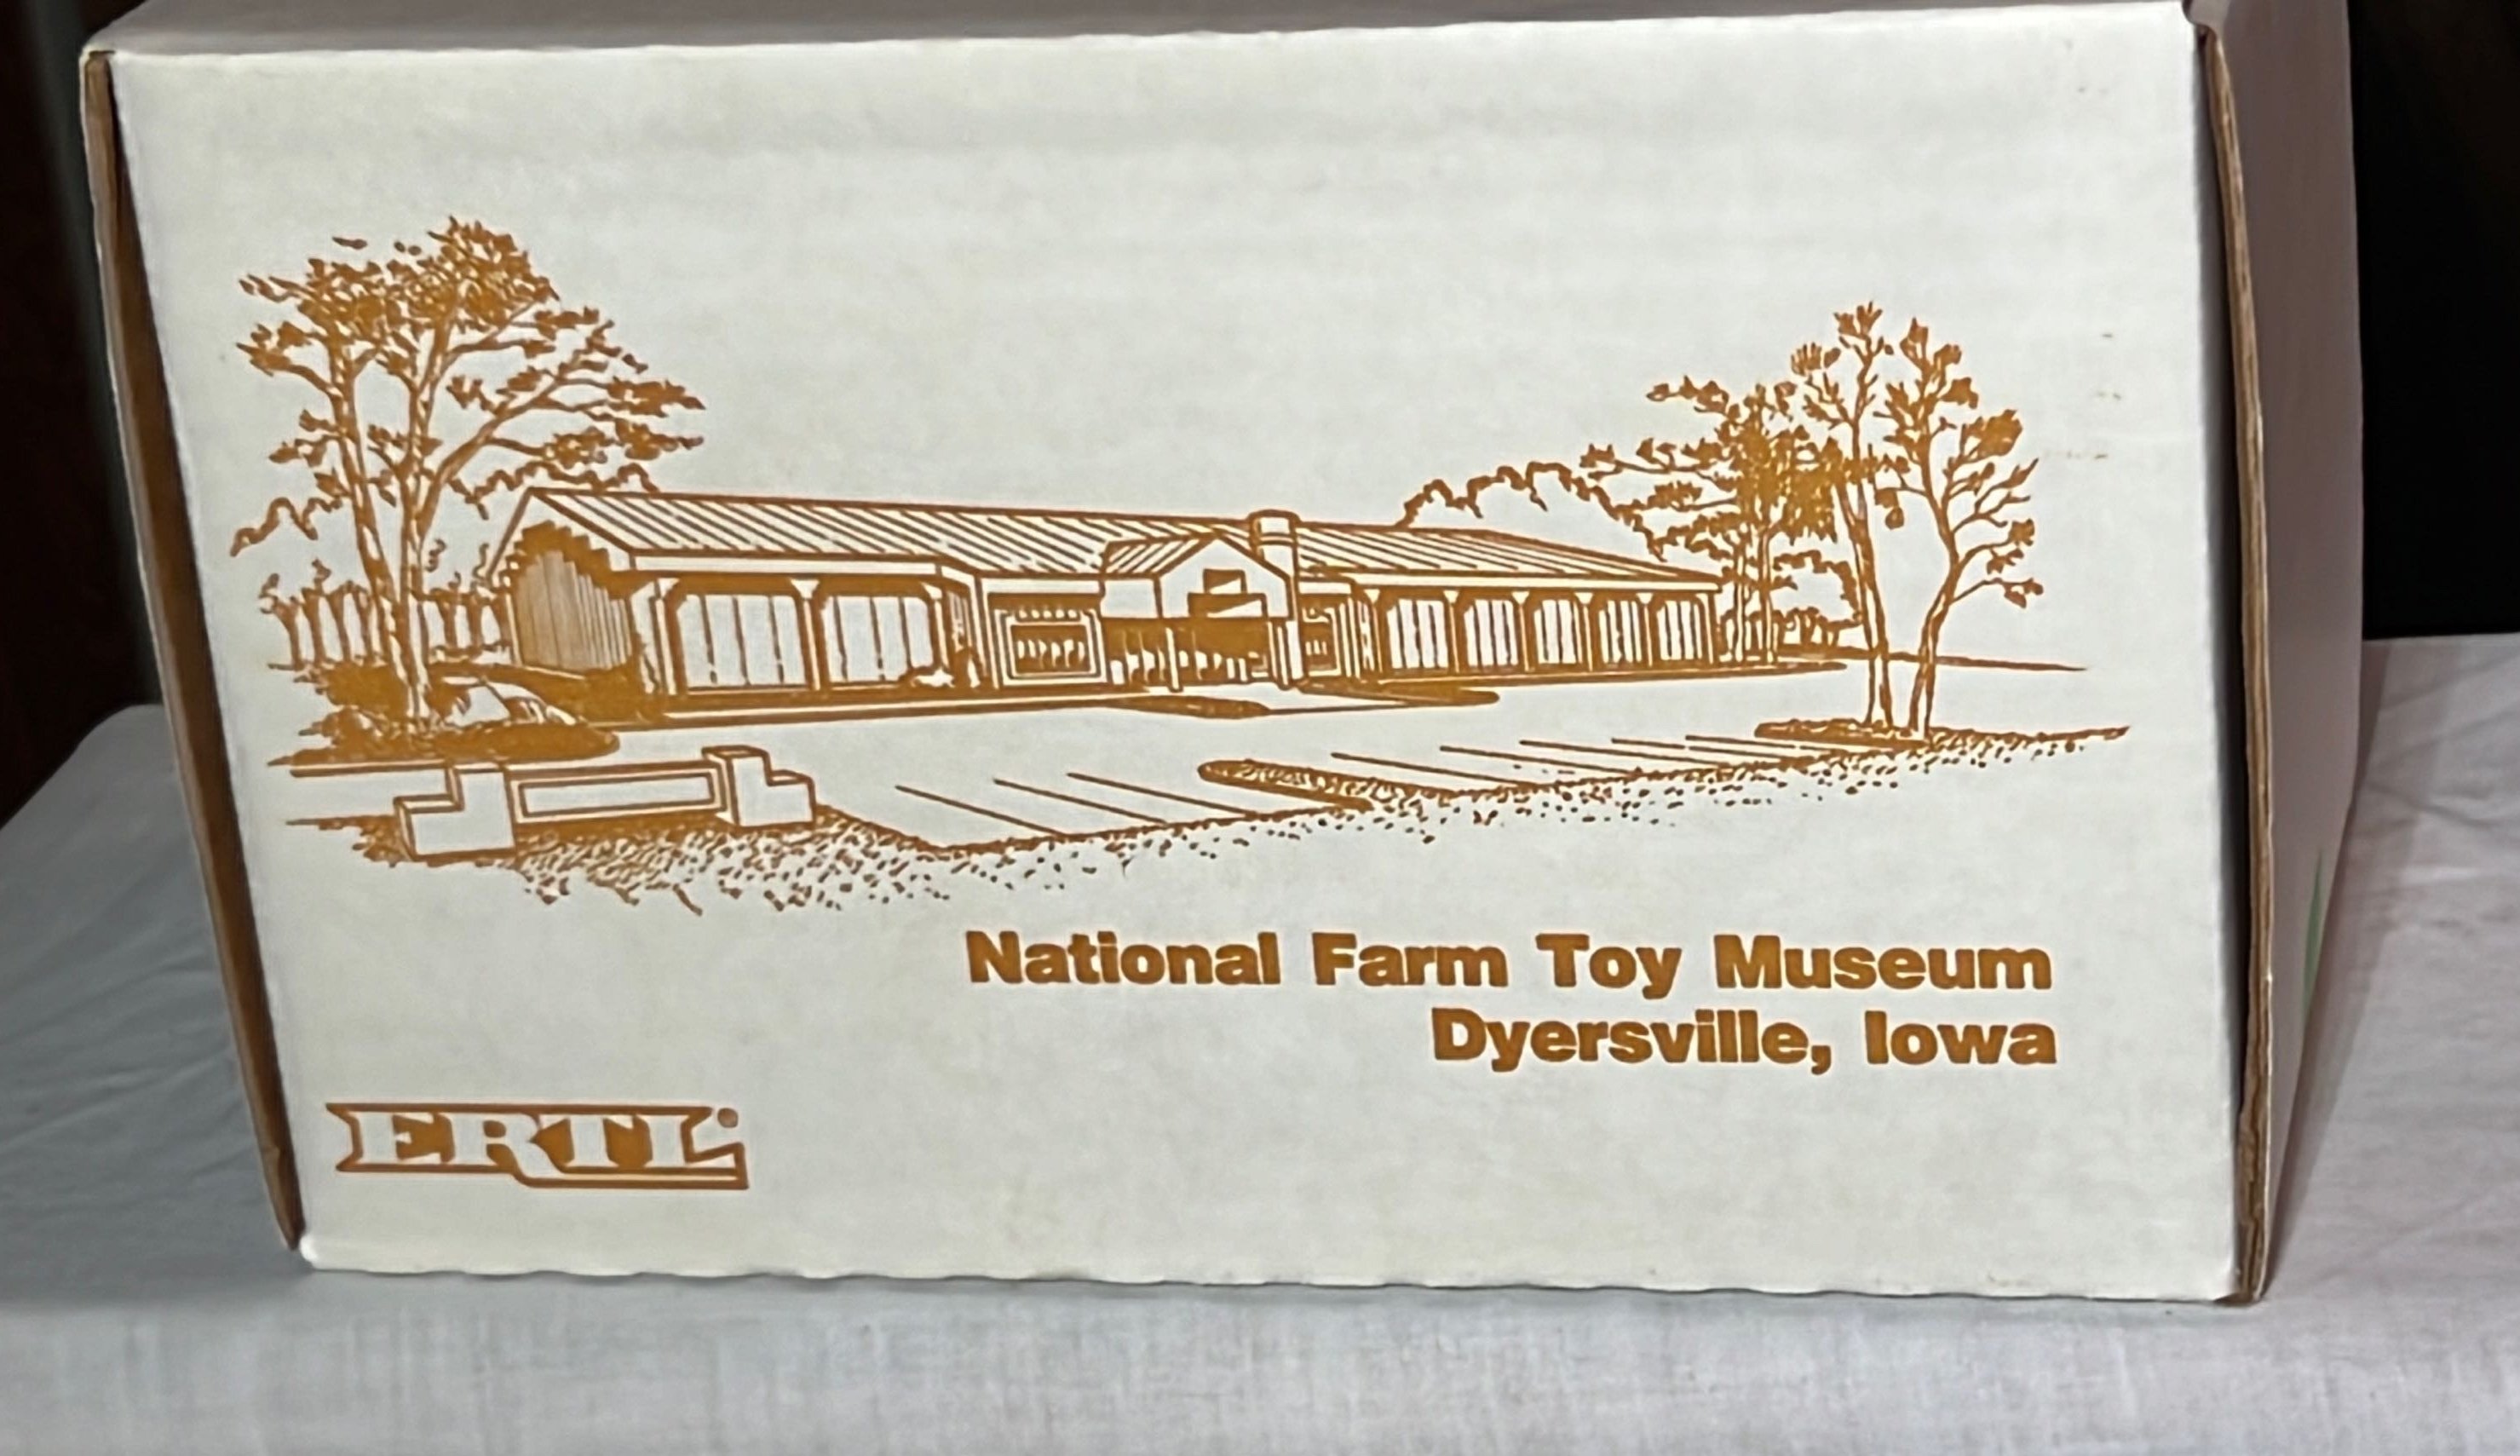 National Farm Toy Museum
Dyersville, Iowa
ERTL